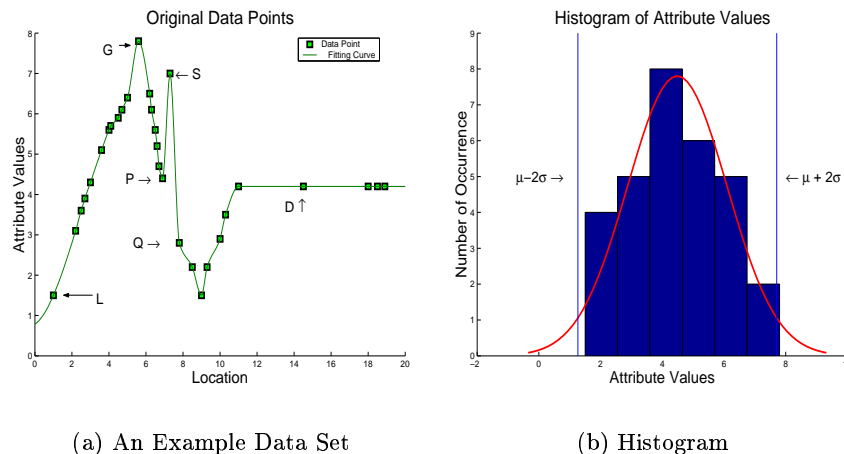 Original Data Points
Attribute Values
8
7
6
5
4
3
2
1
0
G
S
P →
Q →
D
L
Data Point
Fitting Curve
0 2 4 6 8 10 12 14 16 18 20
Location
(a) An Example Data Set
Histogram of Attribute Values
Number of Occurrence
9
8
7
6
5
4
3
2
1
0
μ−2σ →
← μ + 2σ
−2 0 2 4 6 8 10
Attribute Values
(b) Histogram